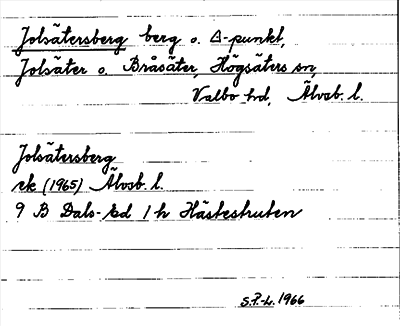 Jolsätersberg berg o. △-punkt,
Jolsäter o. Bråsäter, Högsäters sn,
Valbo hd, Älvsb. l.
Jolsätersberg
ek (1965) Älvsb. l.
9 B Dals-Ed 1 h Hästestruten
S.P.-L. 1966